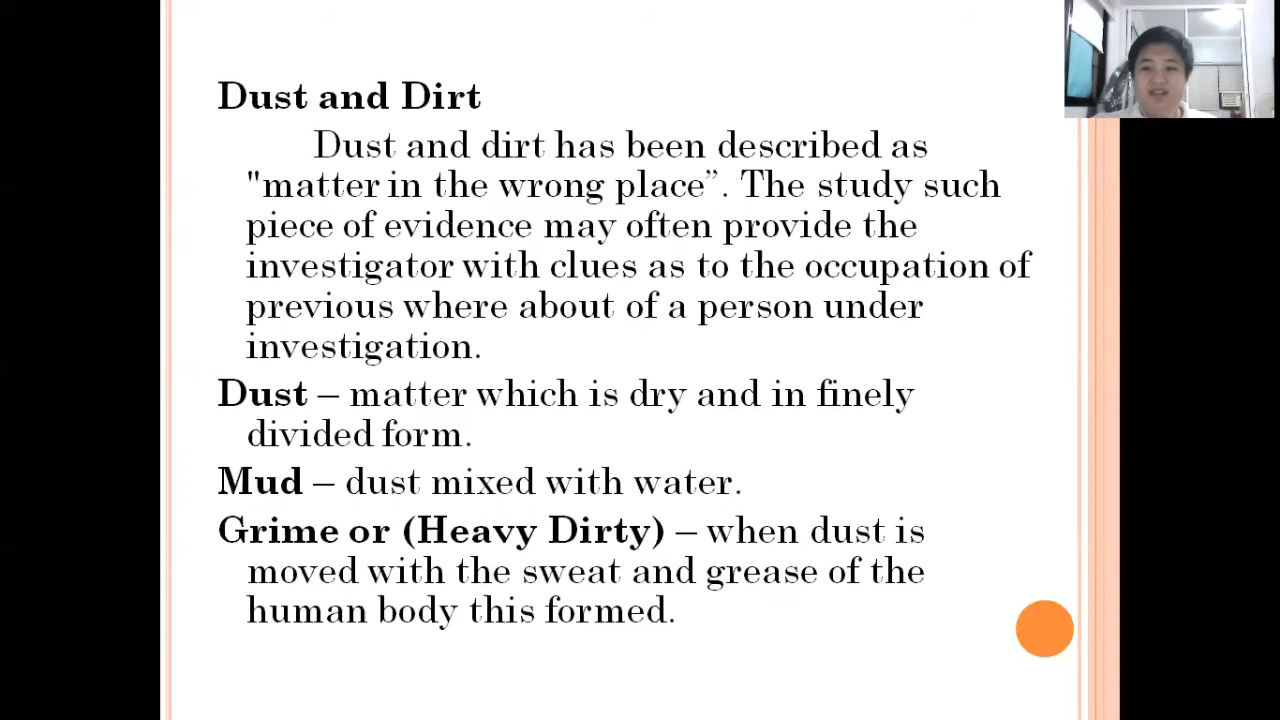 Dust and Dirt
Dust and dirt has been described as
"matter in the wrong place”. The study such
piece of evidence may often provide the
investigator with clues as to the occupation of
previous where about of a person under
investigation.
Dust – matter which is dry and in finely
divided form.
Mud – dust mixed with water.
Grime or (Heavy Dirty) – when dust is
moved with the sweat and grease of the
human body this formed.